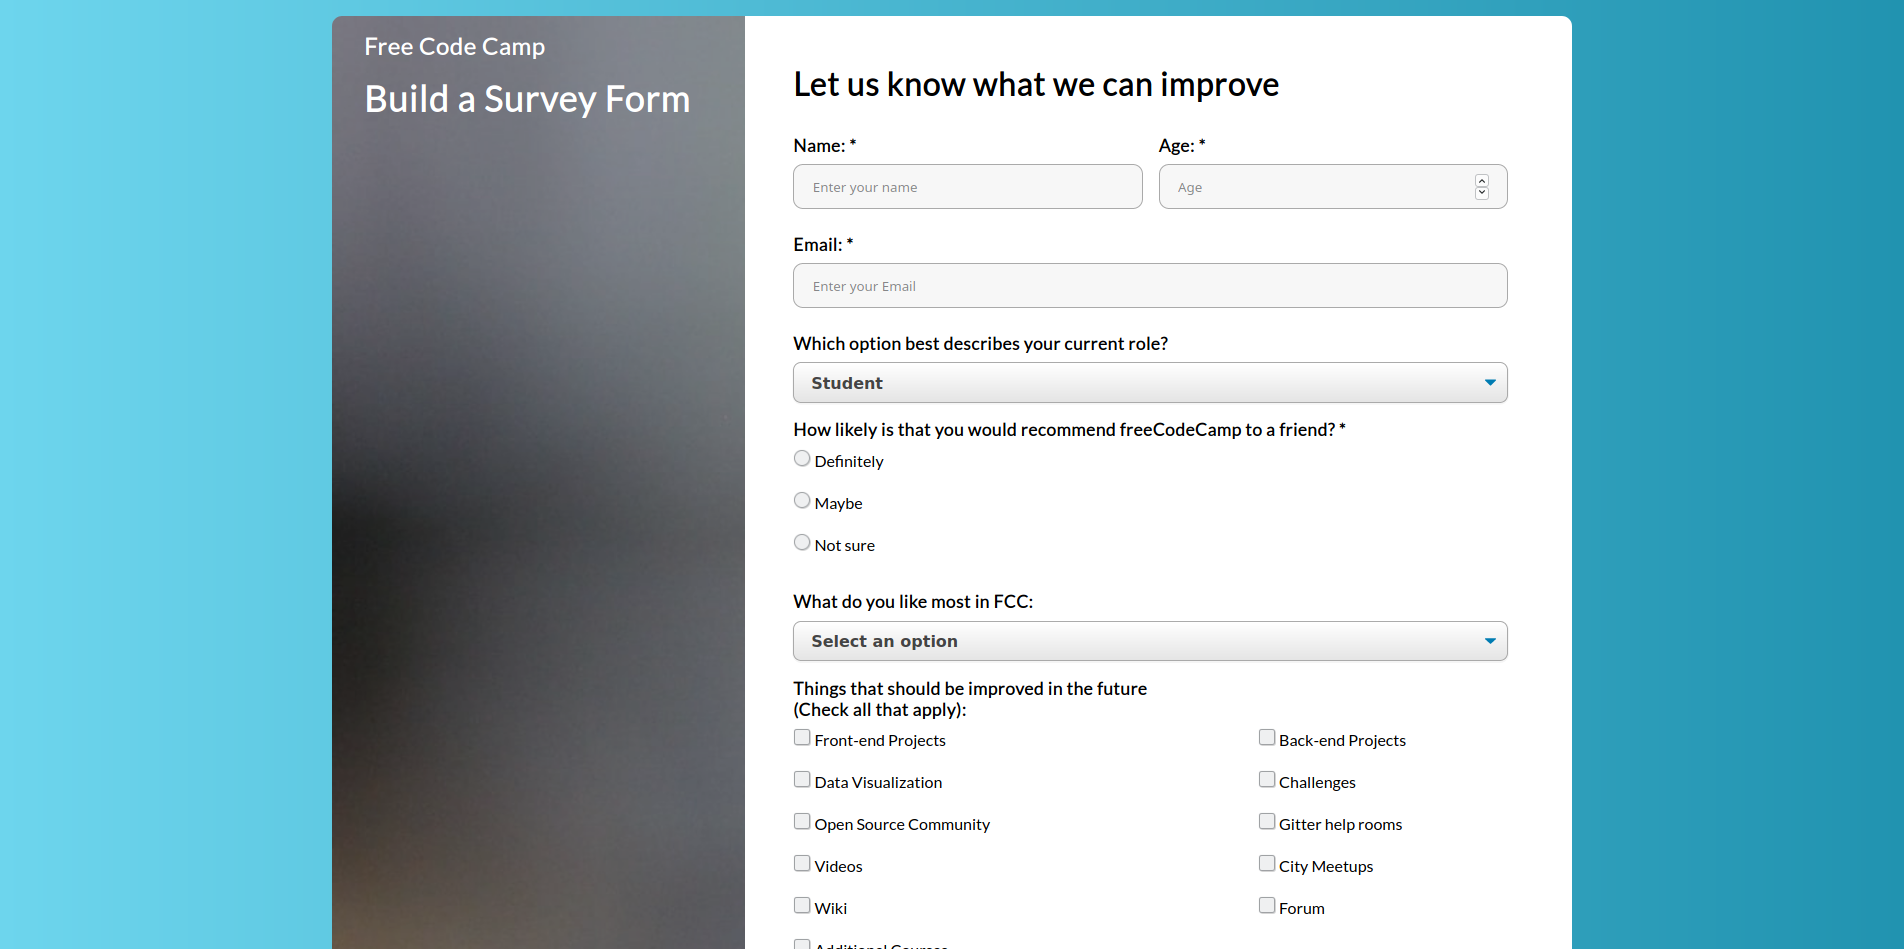 Free Code Camp
Build a Survey Form
Let us know what we can improve
Name: *
Age: *
Enter your name
Age
Email: *
Enter your Email
Which option best describes your current role?
Student
How likely is that you would recommend freeCodeCamp to a friend? *
Definitely
Maybe
Not sure
What do you like most in FCC:
Select an option
Things that should be improved in the future
(Check all that apply):
Front-end Projects
Back-end Projects
Data Visualization
Challenges
Open Source Community
Gitter help rooms
Videos
City Meetups
Wiki
Forum
Additional Courses